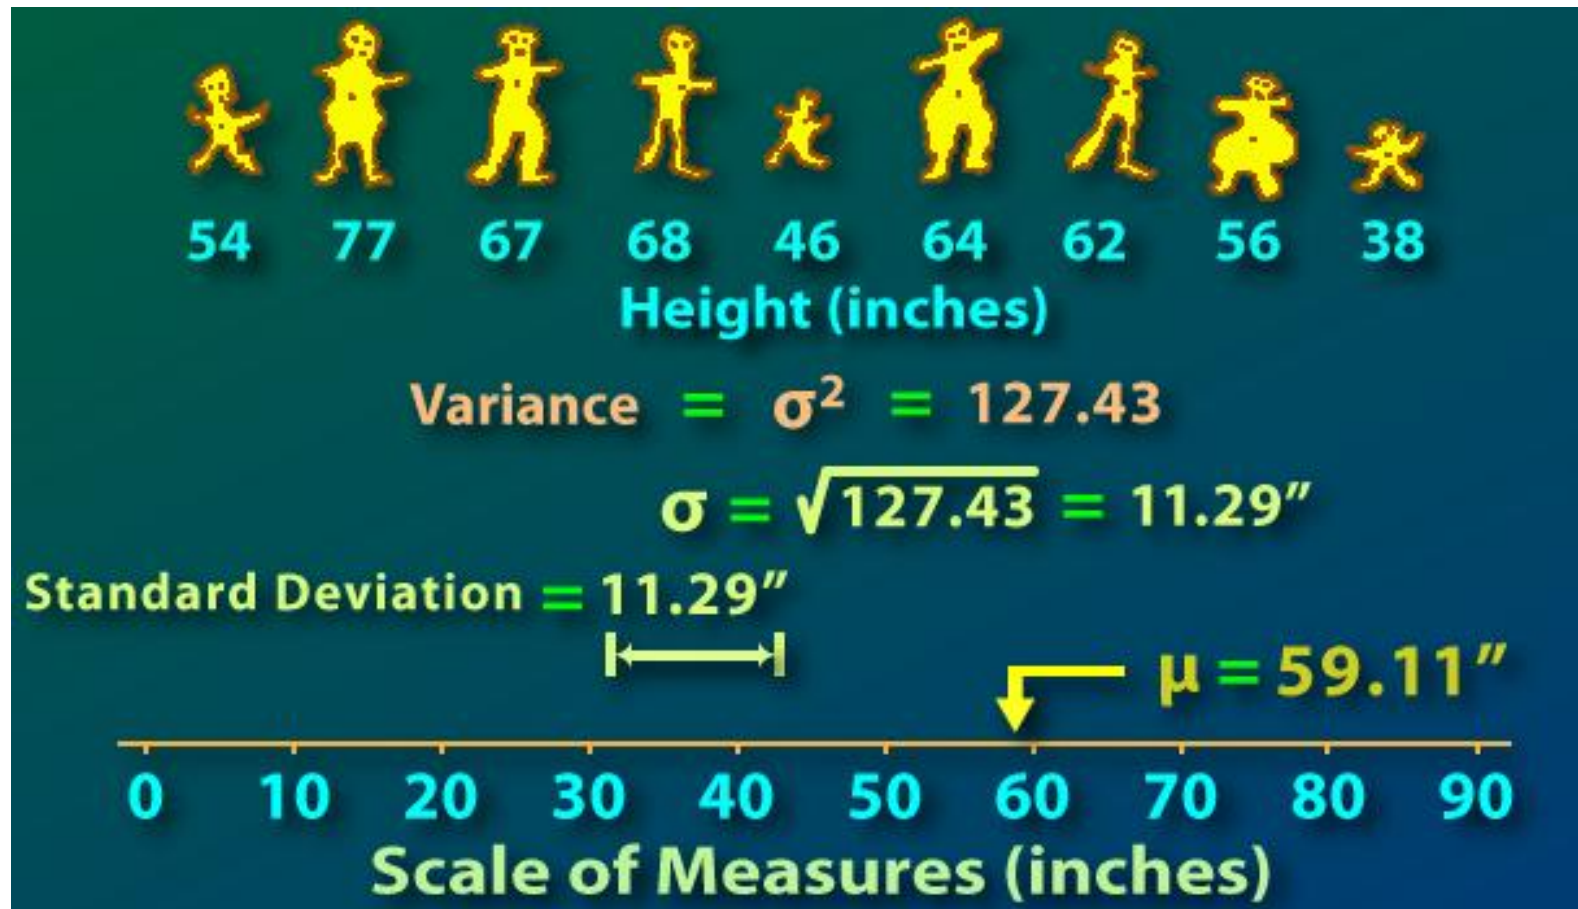 54 77 67 68 46 64 62 56 38
Height (inches)
Variance = σ² = 127.43
σ = √127.43 = 11.29″
Standard Deviation = 11.29″
μ = 59.11″
0 10 20 30 40 50 60 70 80 90
Scale of Measures (inches)